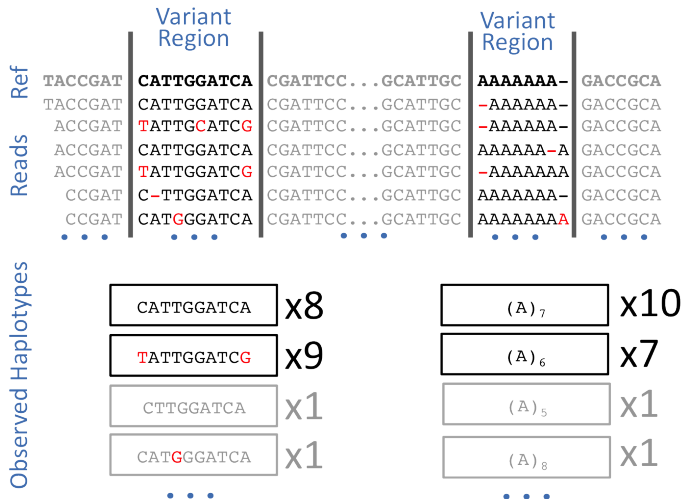 Variant Region Variant Region
Ref TACCGAT CATTGGATCA CGATTCC...GCATTGC AAAAAAA- GACCGCA
Reads
TACCGAT CATTGGATCA CGATTCC...GCATTGC -AAAAAA- GACCGCA
ACCGAT TATTGCATCG CGATTCC...GCATTGC -AAAAAA- GACCGCA
ACCGAT CATTGGATCA CGATTCC...GCATTGC AAAAAA-A GACCGCA
ACCGAT TATTGGATCG CGATTCC...GCATTGC -AAAAAAA GACCGCA
CCGAT C-TTGGATCA CGATTCC...GCATTGC AAAAAAA- GACCGCA
CCGAT CATGGGATCA CGATTCC...GCATTGC AAAAAAAA GACCGCA
... ... ... ... ...
Observed Haplotypes
CATTGGATCA x8 (A)7 x10
TATTGGATCG x9 (A)6 x7
CTTGGATCA x1 (A)5 x1
CATGGGATCA x1 (A)8 x1
... ...